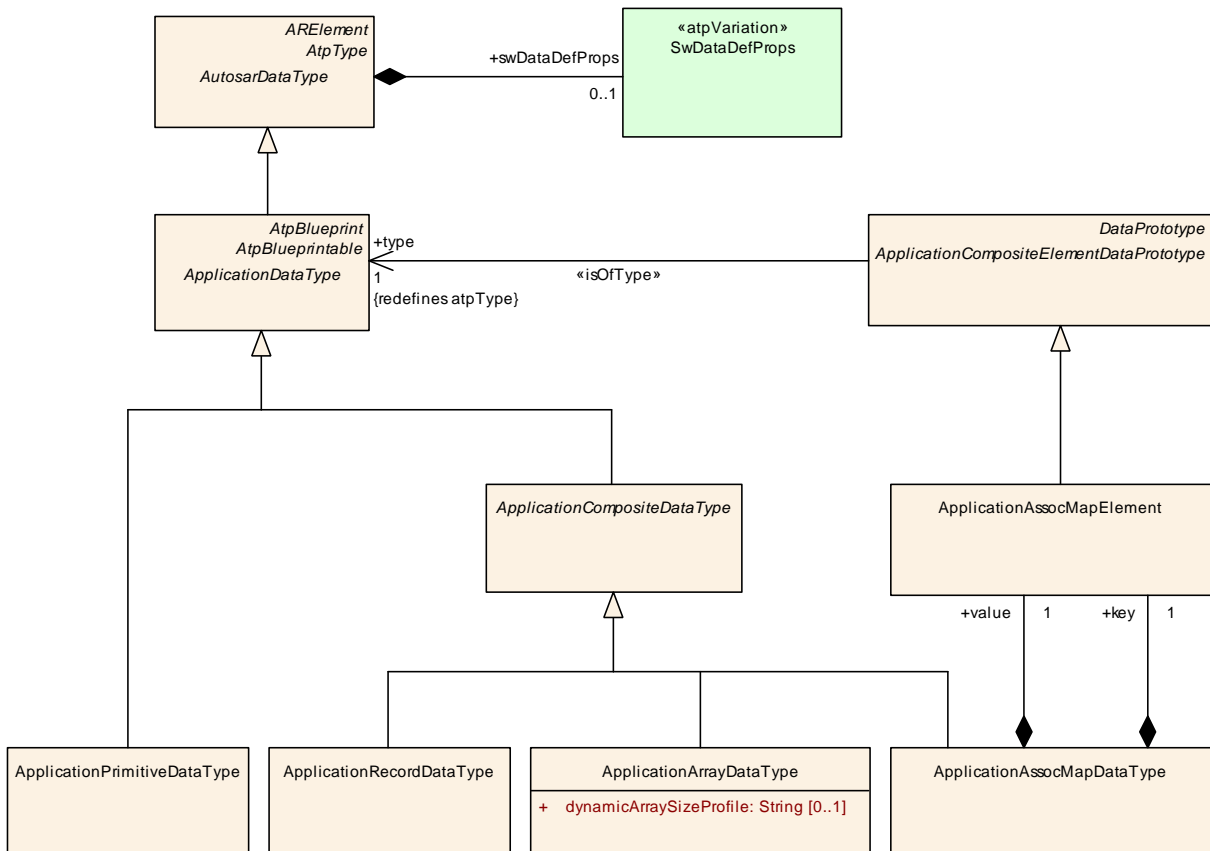 ARElement
AtpType
AutosarDataType
+swDataDefProps
0..1
«atpVariation»
SwDataDefProps
AtpBlueprint
AtpBlueprintable
ApplicationDataType
+type
1
{redefines atpType}
«isOfType»
DataPrototype
ApplicationCompositeElementDataPrototype
ApplicationCompositeDataType
ApplicationAssocMapElement
+value 1 +key 1
ApplicationPrimitiveDataType
ApplicationRecordDataType
ApplicationArrayDataType
+ dynamicArraySizeProfile: String [0..1]
ApplicationAssocMapDataType